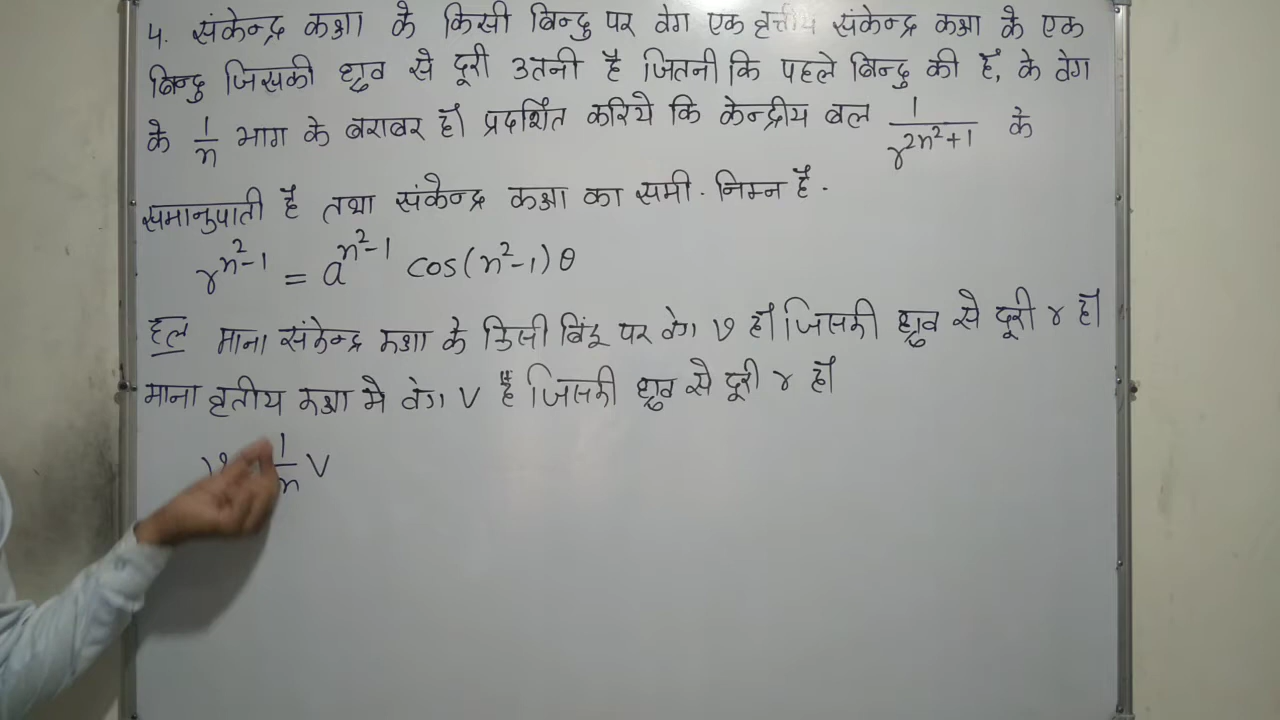 4. संकेन्द्र कक्षा के किसी बिन्दु पर वेग एक वृत्तीय संकेन्द्र कक्षा के एक
बिन्दु जिसकी ध्रुव से दूरी उतनी है जितनी कि पहले बिन्दु की है, के वेग
के 1/n भाग के बराबर हो प्रदर्शित करिये कि केन्द्रीय बल 1/r^(2n²+1) के
समानुपाती है तथा संकेन्द्र कक्षा का समी. निम्न है.
r^(n²-1) = a^(n²-1) cos(n²-1)θ
हल माना संकेन्द्र कक्षा के किसी बिंदु पर वेग v हो जिसकी ध्रुव से दूरी r हो
माना वृतीय कक्षा मे वेग V है जिसकी ध्रुव से दूरी r हो
1/n V